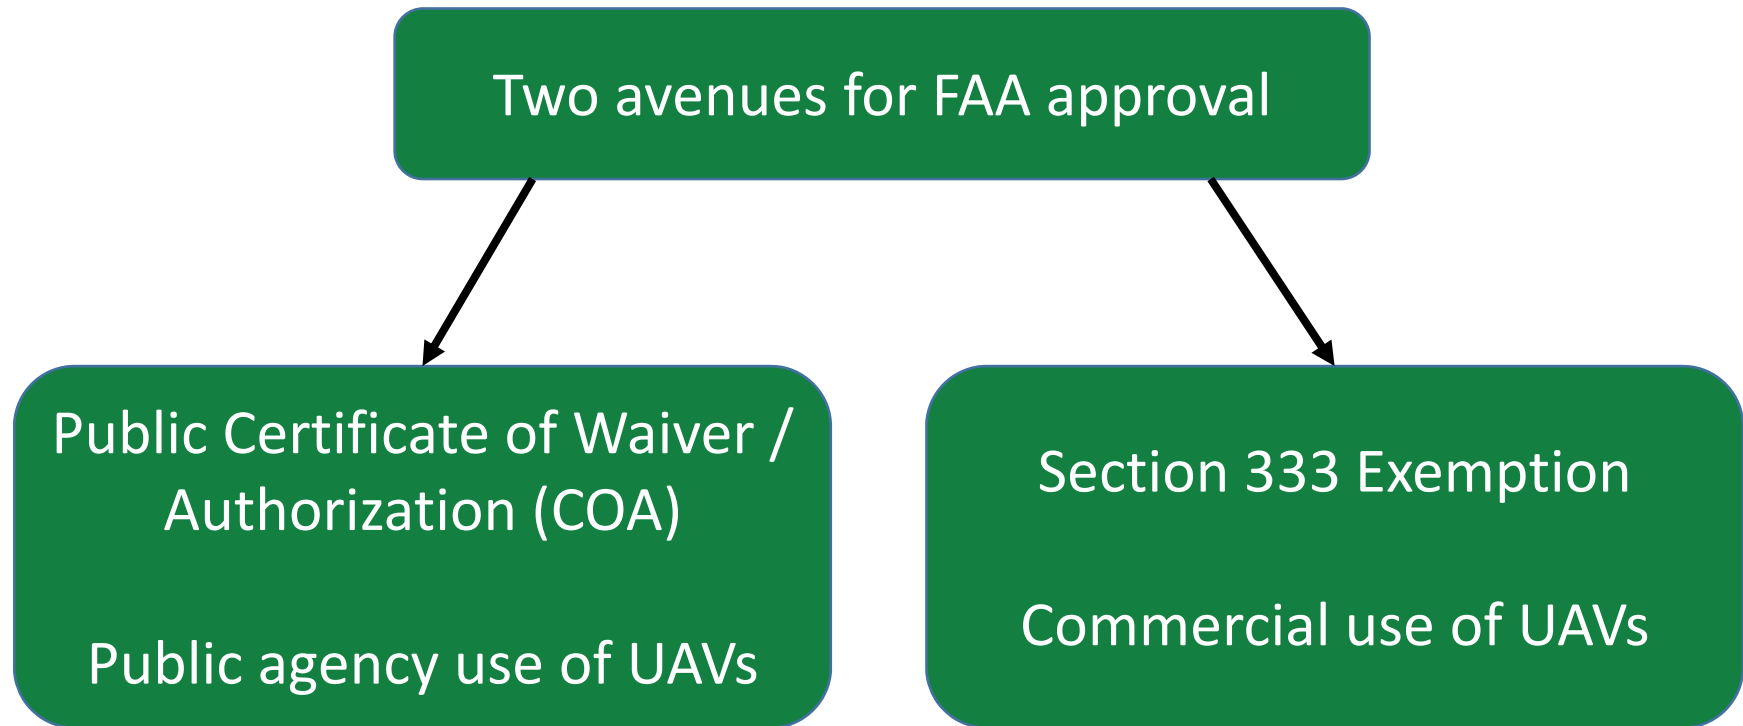 Two avenues for FAA approval
Public Certificate of Waiver /
Authorization (COA)
Public agency use of UAVs
Section 333 Exemption
Commercial use of UAVs